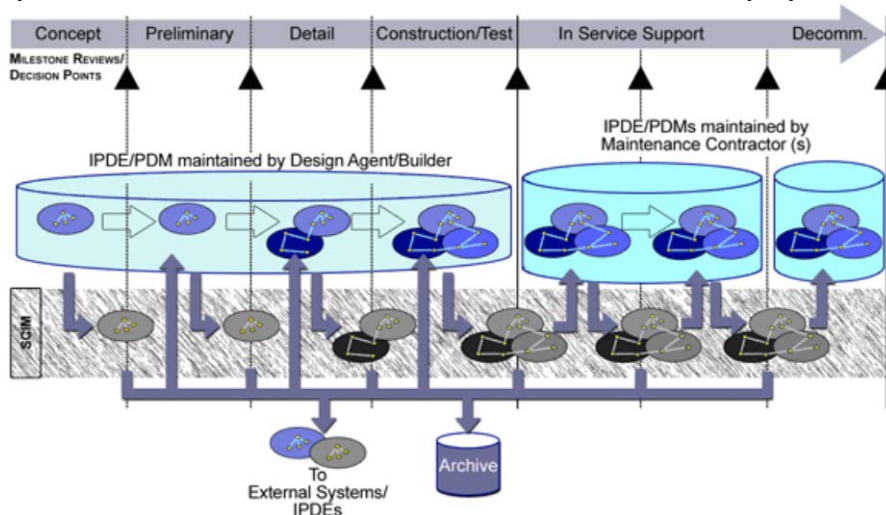 Concept Preliminary Detail Construction/Test In Service Support Decomm.
MILESTONE REVIEWS/
DECISION POINTS
IPDE/PDM maintained by Design Agent/Builder
IPDE/PDMs maintained by
Maintenance Contractor (s)
SCIM
To
External Systems/
IPDEs
Archive